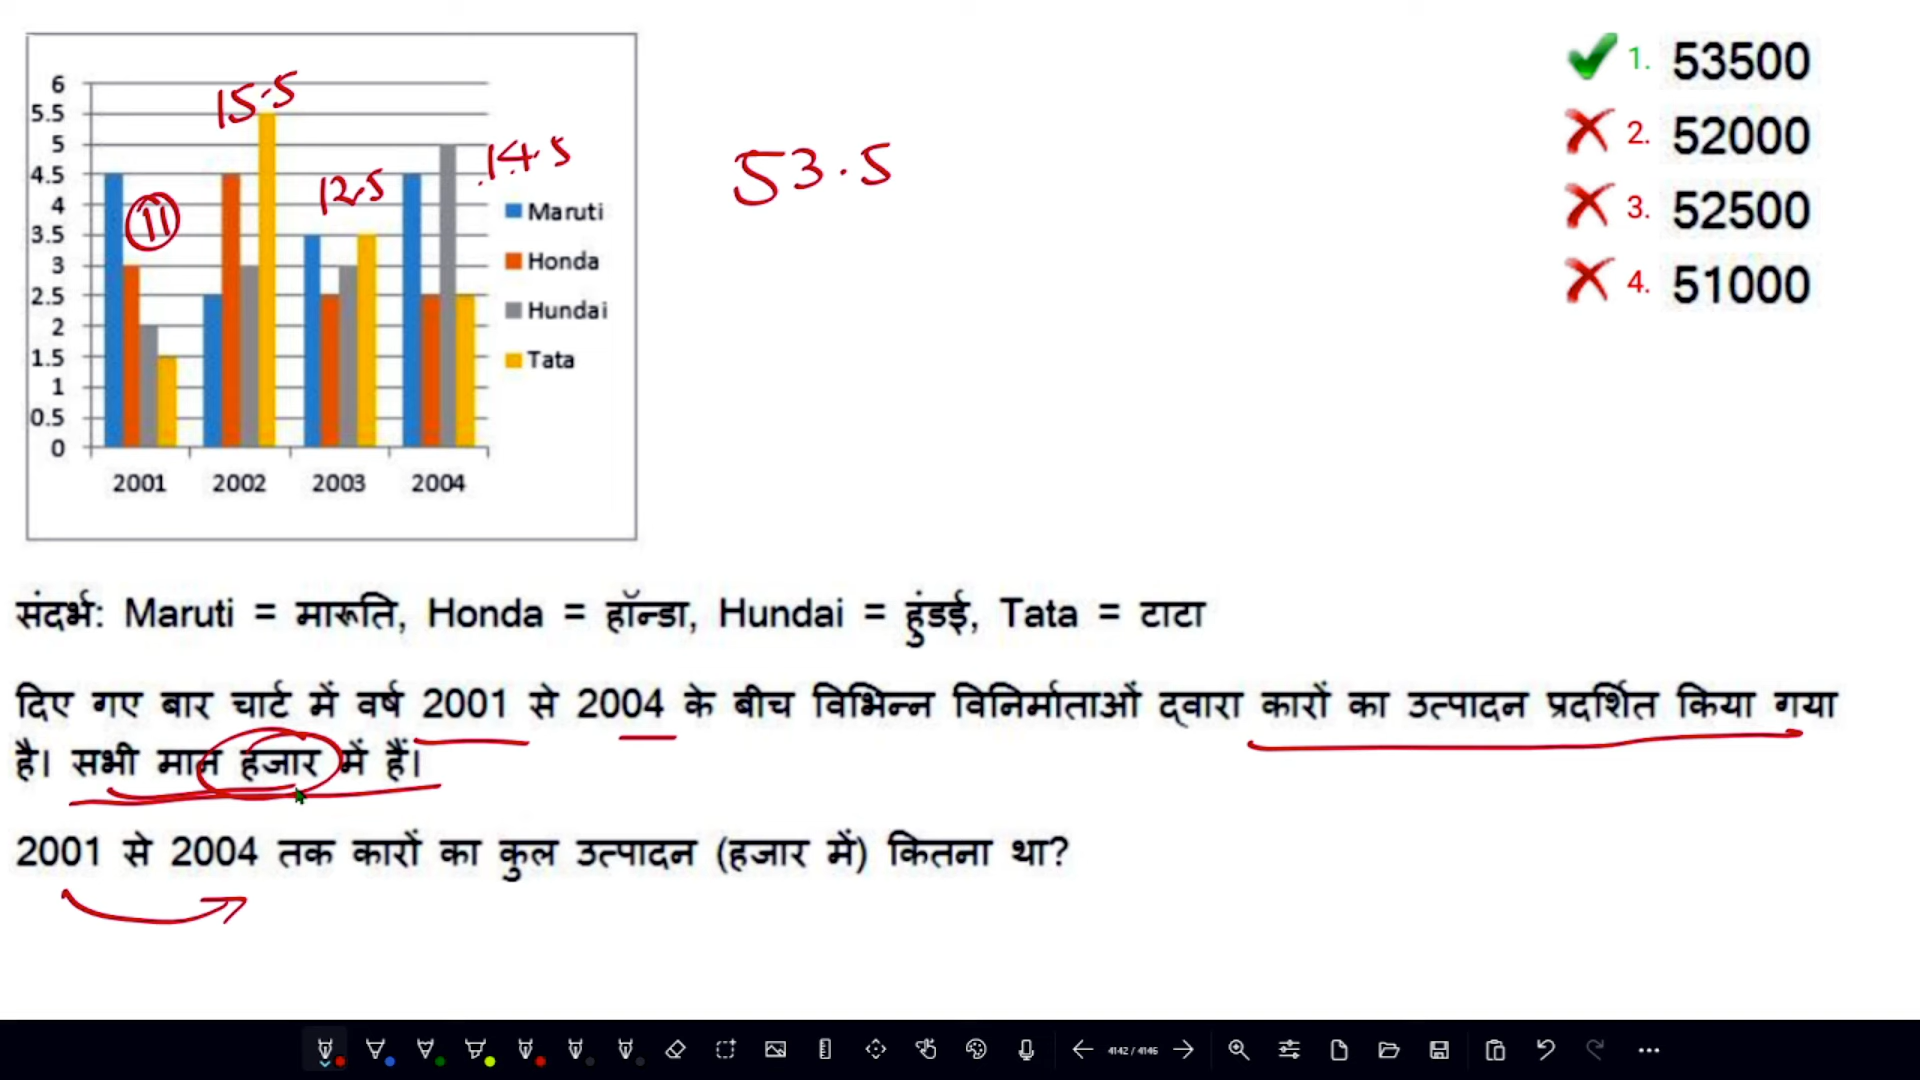 6
5.5
5
4.5
4
3.5
3
2.5
2
1.5
1
0.5
0
2001 2002 2003 2004
Maruti
Honda
Hundai
Tata
11
15.5
12.5
14.5
53.5
1. 53500
2. 52000
3. 52500
4. 51000
संदर्भ: Maruti = मारूति, Honda = हॉन्डा, Hundai = हुंडई, Tata = टाटा
दिए गए बार चार्ट में वर्ष 2001 से 2004 के बीच विभिन्न विनिर्माताओं द्वारा कारों का उत्पादन प्रदर्शित किया गया
है। सभी मान हजार में हैं।
2001 से 2004 तक कारों का कुल उत्पादन (हजार में) कितना था?
4142 / 4146